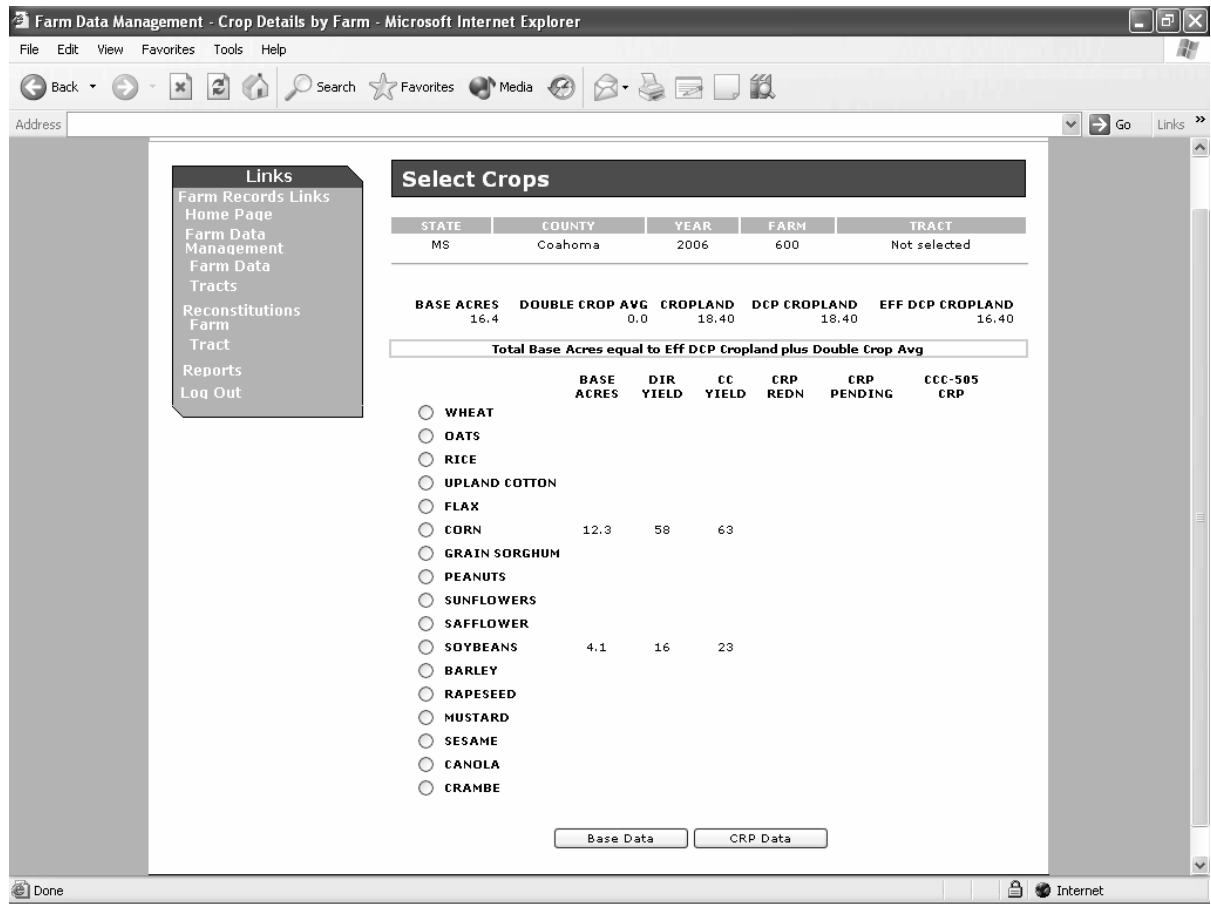 Farm Data Management - Crop Details by Farm - Microsoft Internet Explorer
File Edit View Favorites Tools Help
Back Search Favorites Media
Address Go Links »
Links
Farm Records Links
Home Page
Farm Data
Management
Farm Data
Tracts
Reconstitutions
Farm
Tract
Reports
Log Out
Select Crops
STATE COUNTY YEAR FARM TRACT
MS Coahoma 2006 600 Not selected
BASE ACRES DOUBLE CROP AVG CROPLAND DCP CROPLAND EFF DCP CROPLAND
16.4 0.0 18.40 18.40 16.40
Total Base Acres equal to Eff DCP Cropland plus Double Crop Avg
BASE DIR CC CRP CRP CCC-505
ACRES YIELD YIELD REDN PENDING CRP
WHEAT
OATS
RICE
UPLAND COTTON
FLAX
CORN 12.3 58 63
GRAIN SORGHUM
PEANUTS
SUNFLOWERS
SAFFLOWER
SOYBEANS 4.1 16 23
BARLEY
RAPESEED
MUSTARD
SESAME
CANOLA
CRAMBE
Base Data CRP Data
Done Internet